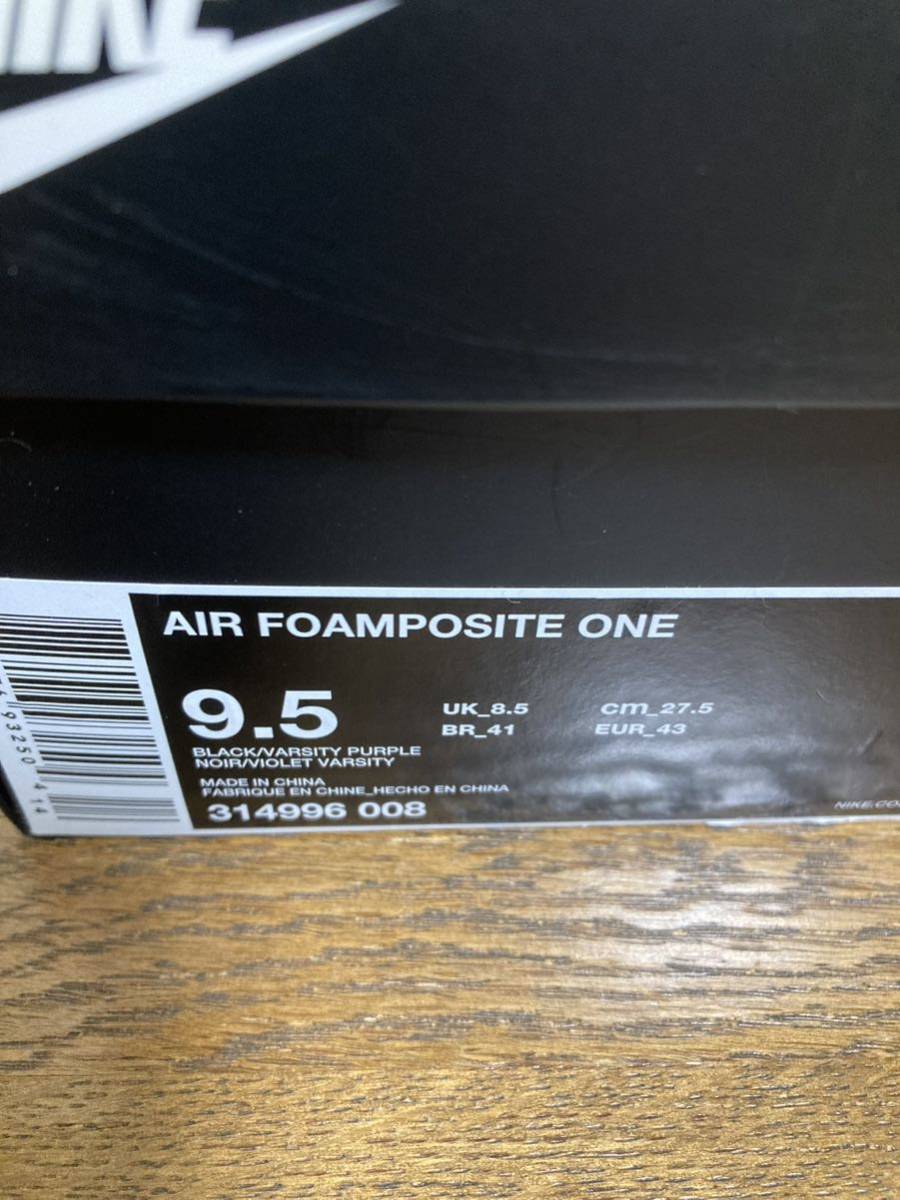 AIR FOAMPOSITE ONE
9.5
UK_8.5 cm_27.5
BR_41 EUR_43
BLACK/VARSITY PURPLE
NOIR/VIOLET VARSITY
MADE IN CHINA
FABRIQUE EN CHINE_HECHO EN CHINA
314996 008